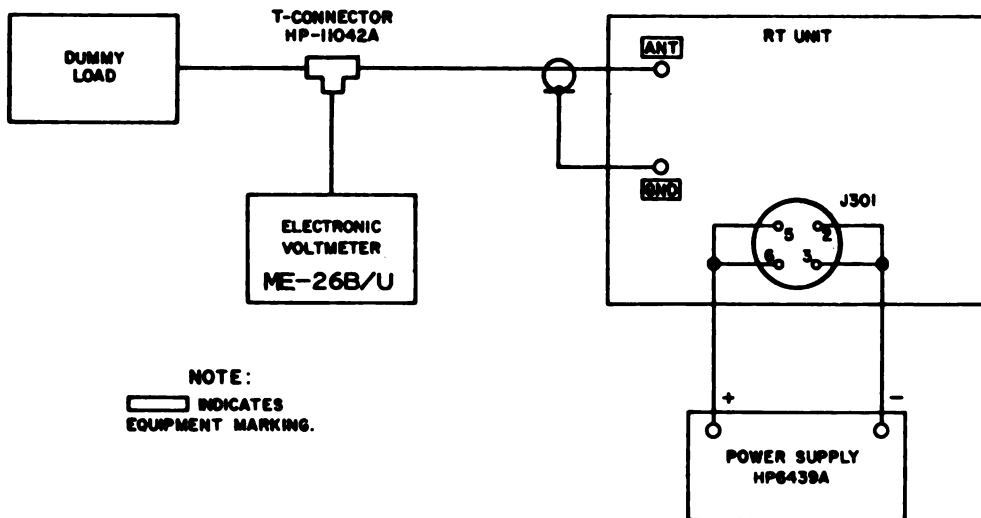 T-CONNECTOR
HP-11042A
DUMMY
LOAD
ANT
RT UNIT
GND
J301
5 2
6 3
ELECTRONIC
VOLTMETER
ME-26B/U
NOTE:
INDICATES
EQUIPMENT MARKING.
+ -
POWER SUPPLY
HP6439A